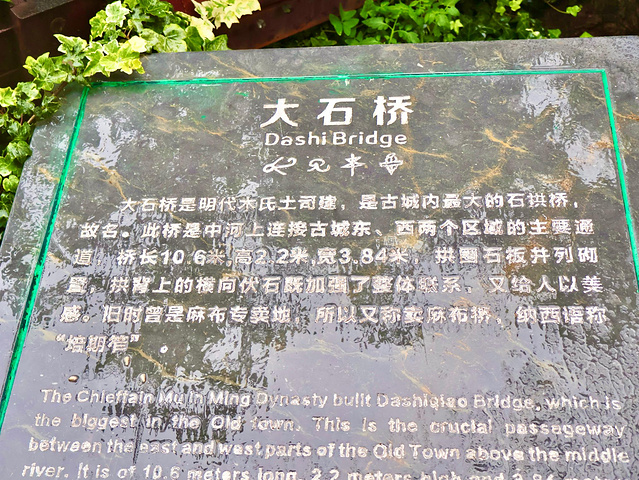 大石桥
Dashi Bridge
大石桥是明代木氏土司建，是古城内最大的石拱桥，
故名。此桥是中河上连接古城东、西两个区域的主要通
道，桥长10.6米,高2.2米,宽3.84米，拱圈石板并列砌
置，拱背上的横向伏石既加强了整体联系，又给人以美
感。旧时曾是麻布专卖地，所以又称卖麻布桥，纳西语称
笮”。
The Chieftain Mu in Ming Dynasty built Dashiqiao Bridge, which is
the biggest in the Old town. This is the crucial passageway
between the east and west parts of the Old Town above the middle
river. It is of 10.6 meters long, 2.2 meters high and 3.84